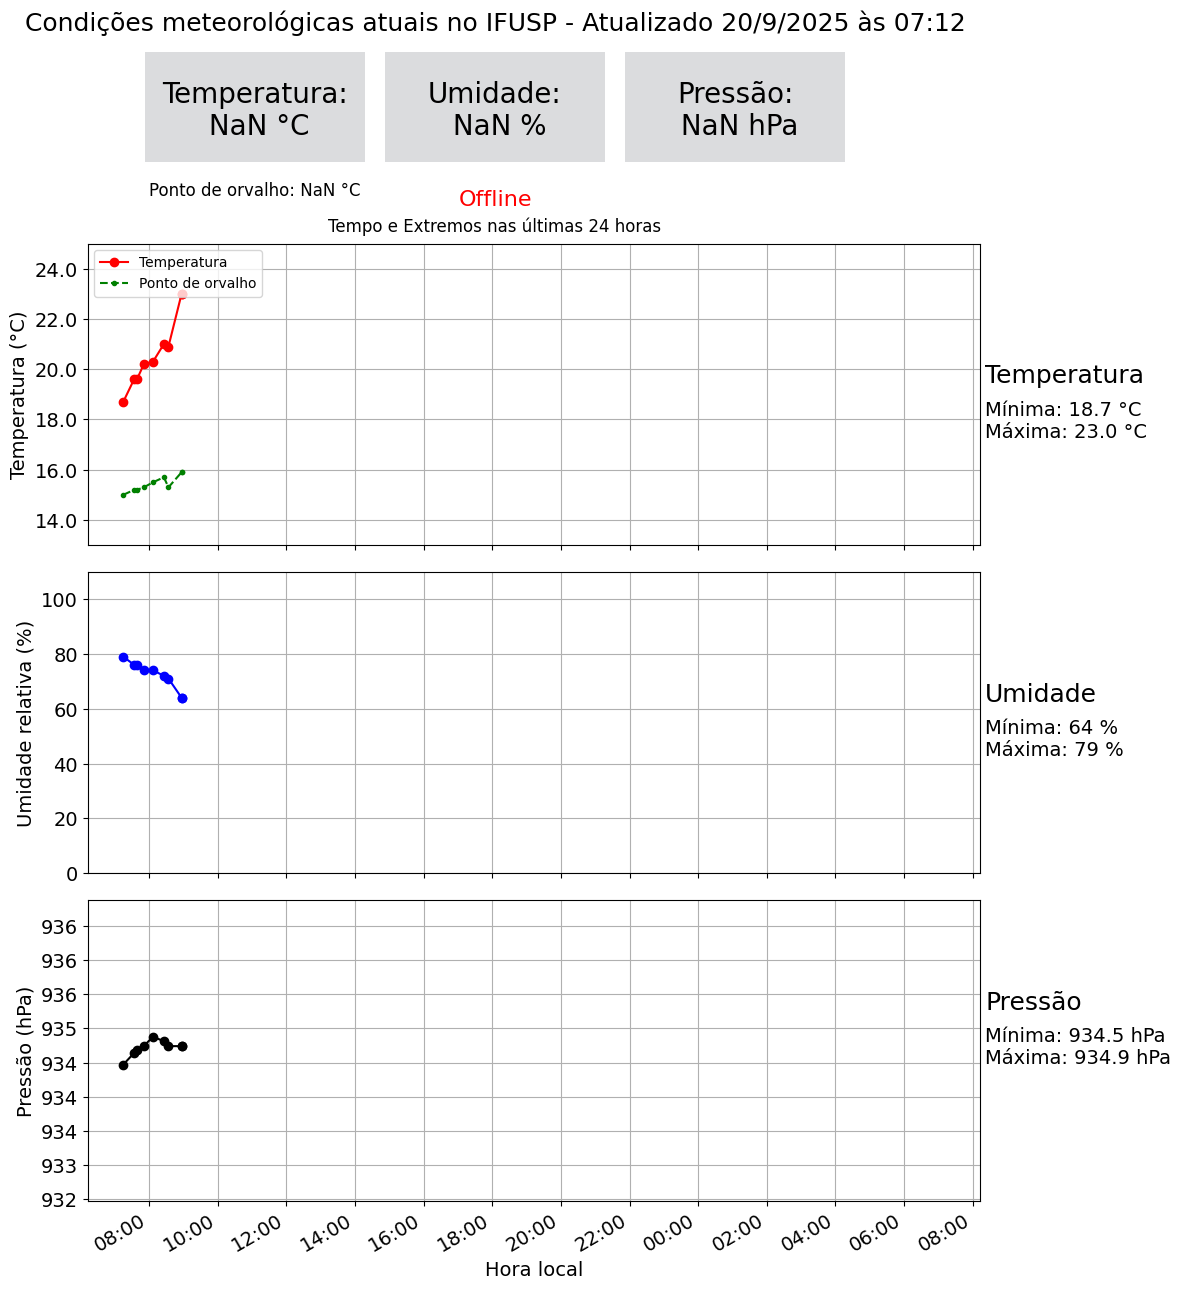 Condições meteorológicas atuais no IFUSP - Atualizado 20/9/2025 às 07:12
Temperatura:
NaN °C
Umidade:
NaN %
Pressão:
NaN hPa
Ponto de orvalho: NaN °C
Offline
Tempo e Extremos nas últimas 24 horas
Temperatura
Ponto de orvalho
Temperatura (°C)
24.0
22.0
20.0
18.0
16.0
14.0
Temperatura
Mínima: 18.7 °C
Máxima: 23.0 °C
Umidade relativa (%)
100
80
60
40
20
0
Umidade
Mínima: 64 %
Máxima: 79 %
Pressão (hPa)
936
936
936
935
934
934
934
933
932
Pressão
Mínima: 934.5 hPa
Máxima: 934.9 hPa
08:00 10:00 12:00 14:00 16:00 18:00 20:00 22:00 00:00 02:00 04:00 06:00 08:00
Hora local